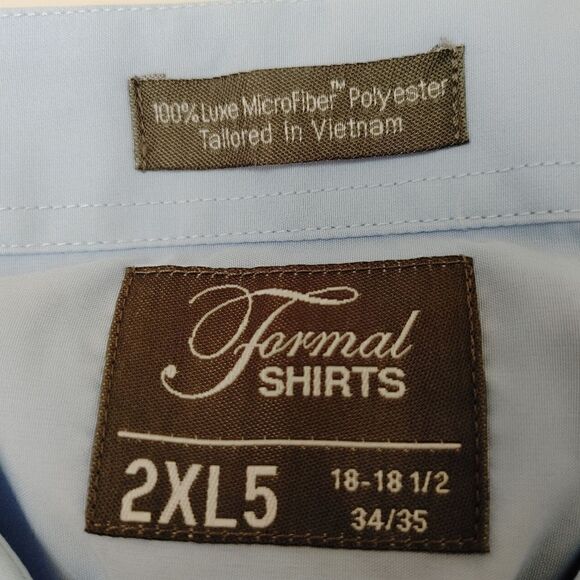 100% Luxe MicroFiber™ Polyester
Tailored In Vietnam
Formal
SHIRTS
2XL5
18-18 1/2
34/35